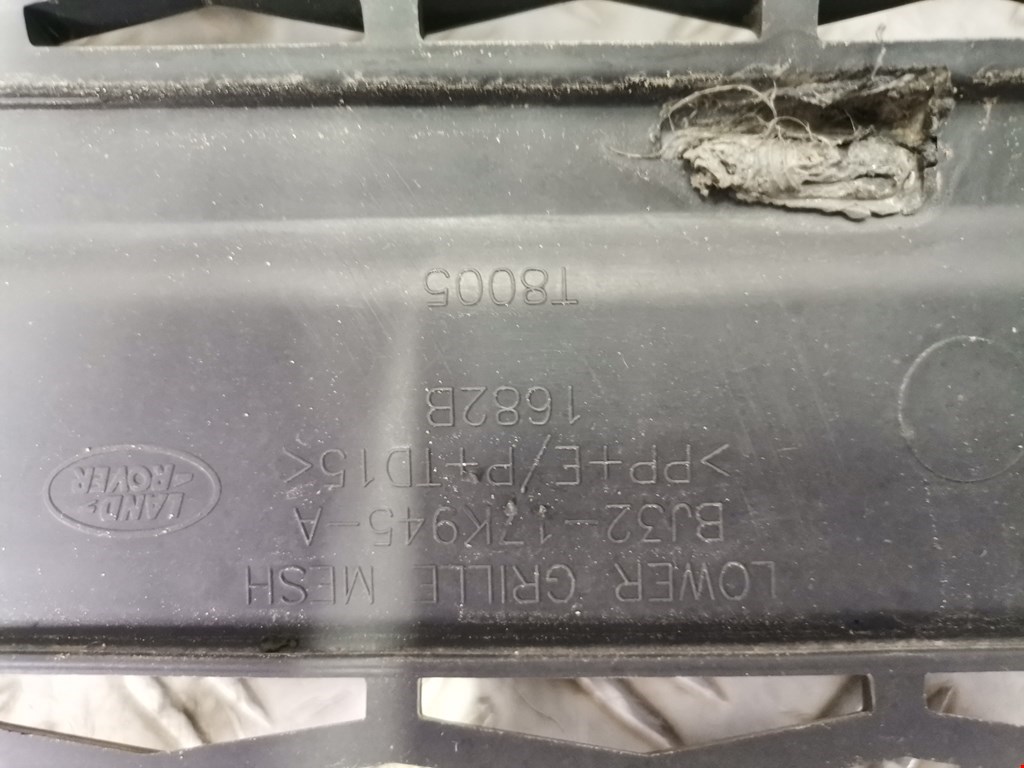 LOWER GRILLE MESH
BJ32-17K945-A
>PP+E/P+TD15<
1682B
T8005
LAND-
ROVER